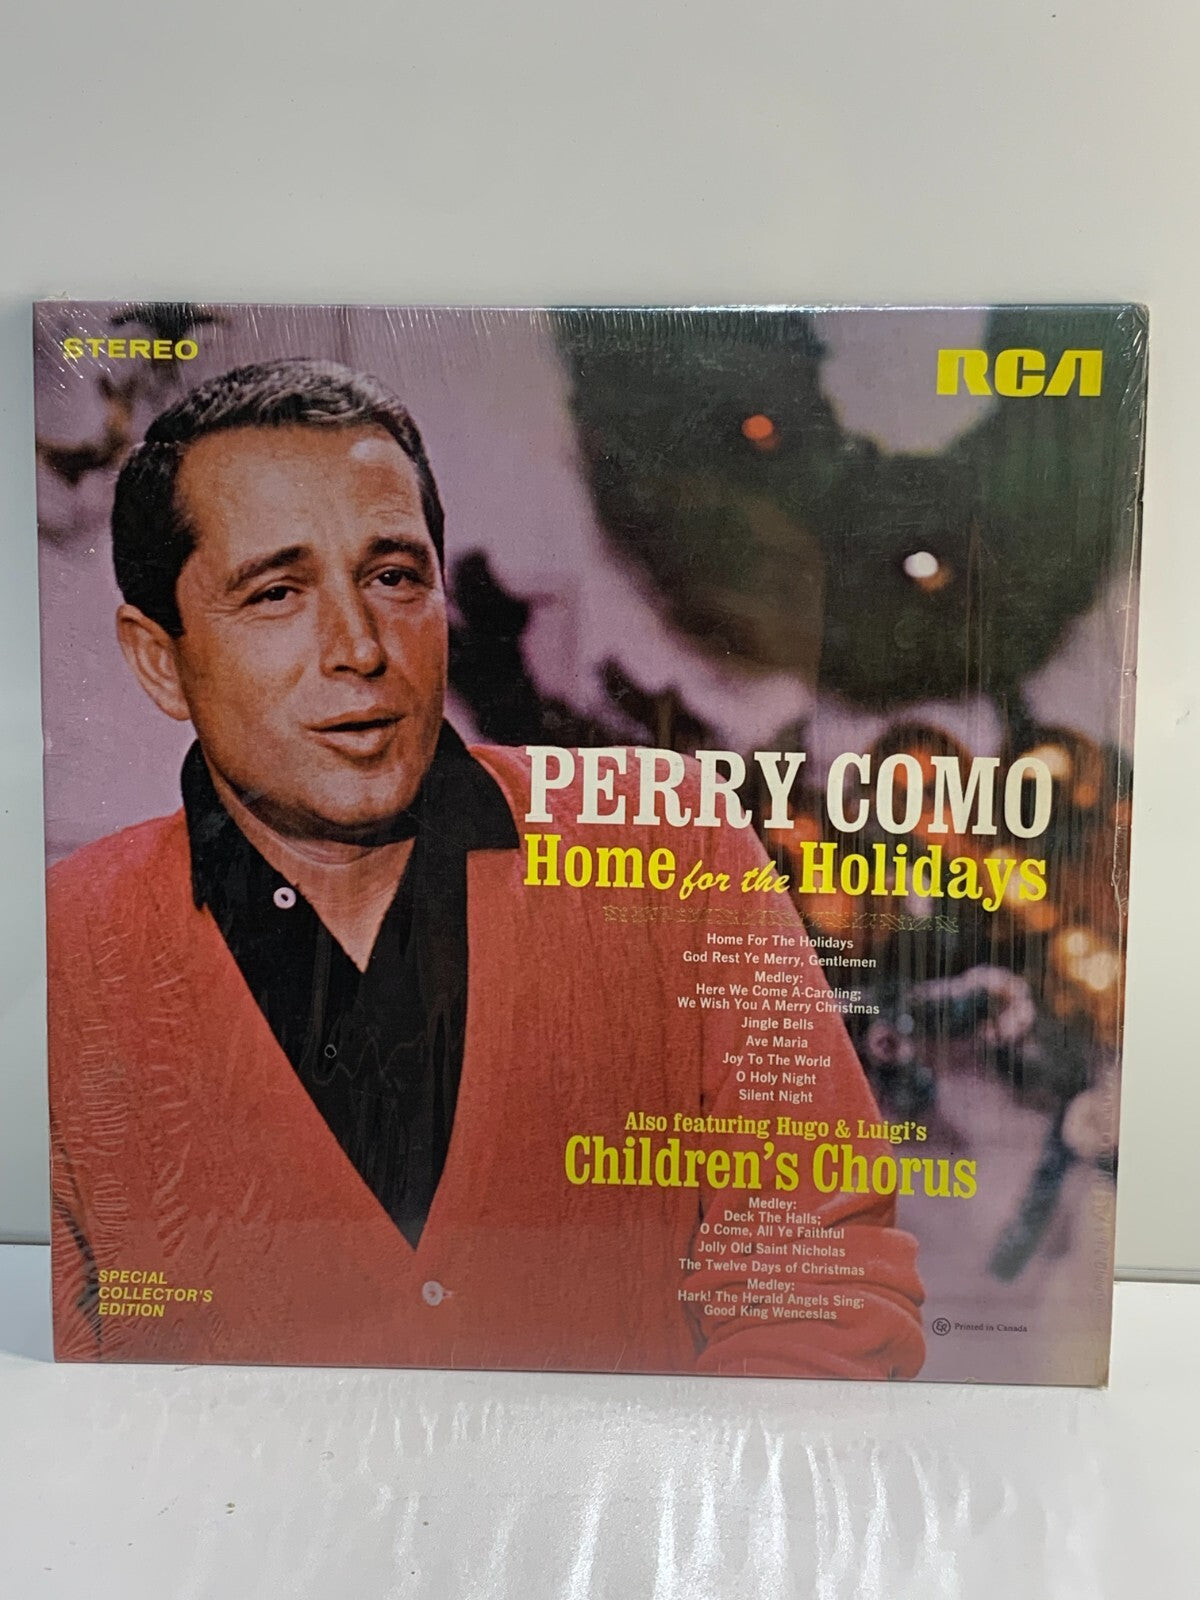 STEREO
RCA
PERRY COMO
Home for the Holidays
Home For The Holidays
God Rest Ye Merry, Gentlemen
Medley:
Here We Come A-Caroling;
We Wish You A Merry Christmas
Jingle Bells
Ave Maria
Joy To The World
O Holy Night
Silent Night
Also featuring Hugo & Luigi's
Children's Chorus
Medley:
Deck The Halls;
O Come, All Ye Faithful
Jolly Old Saint Nicholas
The Twelve Days of Christmas
Medley:
Hark! The Herald Angels Sing;
Good King Wenceslas
SPECIAL
COLLECTOR'S
EDITION
Printed in Canada